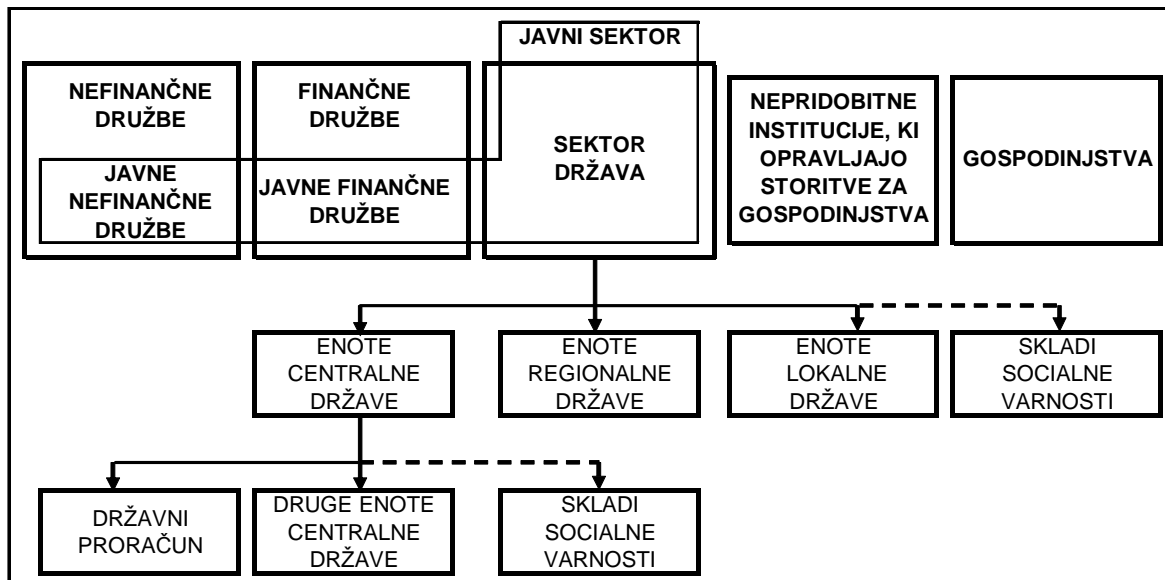 JAVNI SEKTOR
NEFINANČNE
DRUŽBE
FINANČNE
DRUŽBE
SEKTOR
DRŽAVA
NEPRIDOBITNE
INSTITUCIJE, KI
OPRAVLJAJO
STORITVE ZA
GOSPODINJSTVA
GOSPODINJSTVA
JAVNE
NEFINANČNE
DRUŽBE
JAVNE FINANČNE
DRUŽBE
ENOTE
CENTRALNE
DRŽAVE
ENOTE
REGIONALNE
DRŽAVE
ENOTE
LOKALNE
DRŽAVE
SKLADI
SOCIALNE
VARNOSTI
DRŽAVNI
PRORAČUN
DRUGE ENOTE
CENTRALNE
DRŽAVE
SKLADI
SOCIALNE
VARNOSTI